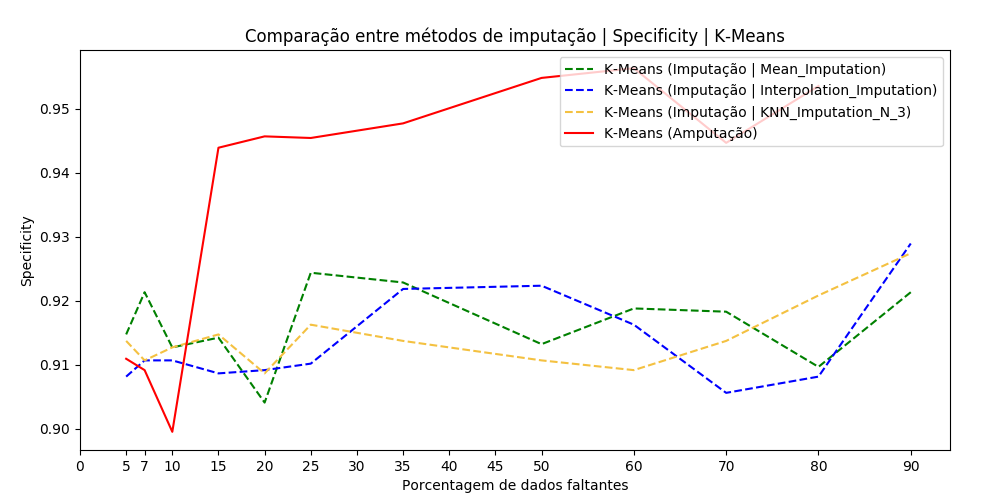 Comparação entre métodos de imputação | Specificity | K-Means
K-Means (Imputação | Mean_Imputation)
K-Means (Imputação | Interpolation_Imputation)
K-Means (Imputação | KNN_Imputation_N_3)
K-Means (Amputação)
0.95
0.94
0.93
0.92
0.91
0.90
Specificity
0 5 7 10 15 20 25 30 35 40 45 50 60 70 80 90
Porcentagem de dados faltantes